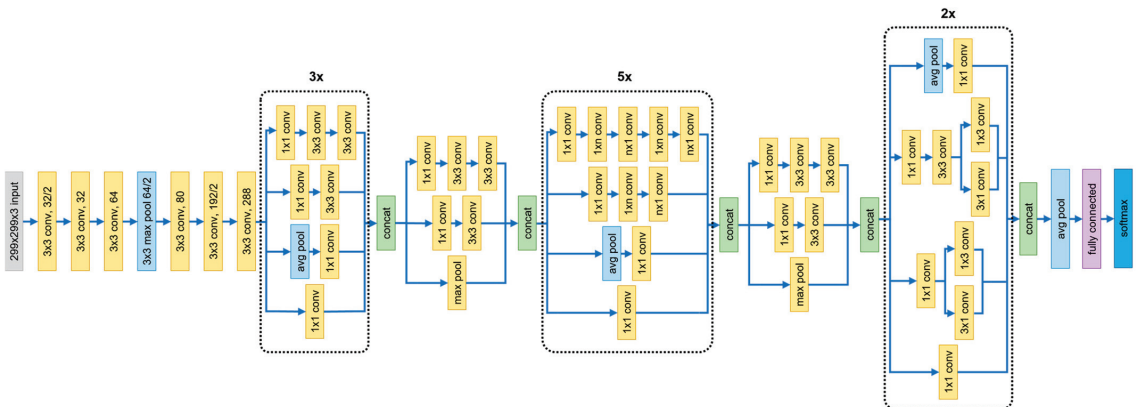 299x299x3 input
3x3 conv, 32/2
3x3 conv, 32
3x3 conv, 64
3x3 max pool 64/2
3x3 conv, 80
3x3 conv, 192/2
3x3 conv, 288
3x
1x1 conv
3x3 conv
3x3 conv
1x1 conv
3x3 conv
avg pool
1x1 conv
1x1 conv
concat
1x1 conv
3x3 conv
3x3 conv
1x1 conv
3x3 conv
max pool
concat
5x
1x1 conv
1xn conv
nx1 conv
1xn conv
nx1 conv
1x1 conv
1xn conv
nx1 conv
avg pool
1x1 conv
1x1 conv
concat
1x1 conv
3x3 conv
3x3 conv
1x1 conv
3x3 conv
max pool
concat
2x
avg pool
1x1 conv
1x1 conv
3x3 conv
1x3 conv
3x1 conv
1x1 conv
1x3 conv
3x1 conv
1x1 conv
concat
avg pool
fully connected
softmax